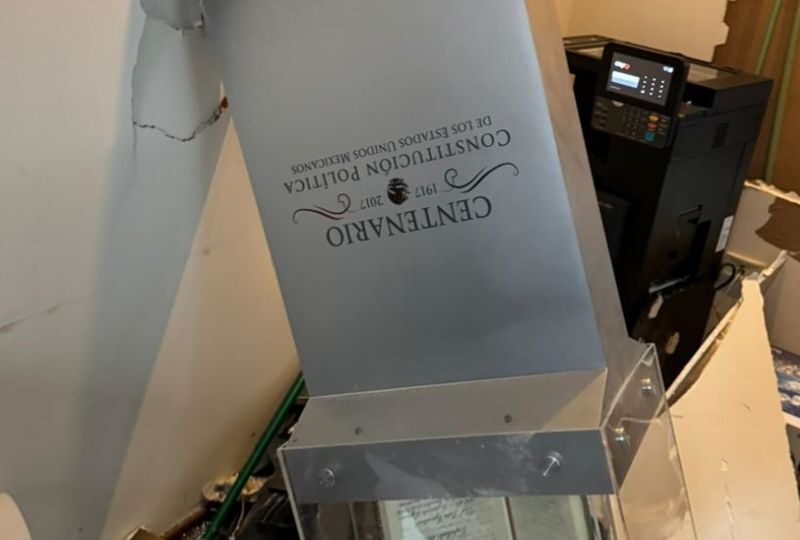 CENTENARIO
1917 2017
CONSTITUCIÓN POLÍTICA
DE LOS ESTADOS UNIDOS MEXICANOS